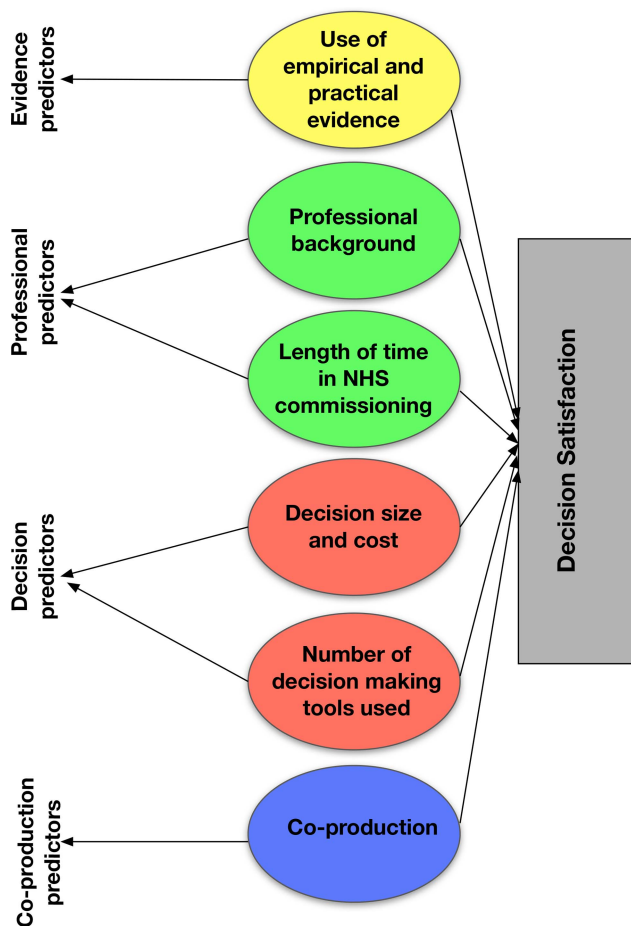 Evidence
predictors
Use of
empirical and
practical
evidence
Professional
predictors
Professional
background
Length of time
in NHS
commissioning
Decision
predictors
Decision size
and cost
Number of
decision making
tools used
Co-production
predictors
Co-production
Decision Satisfaction